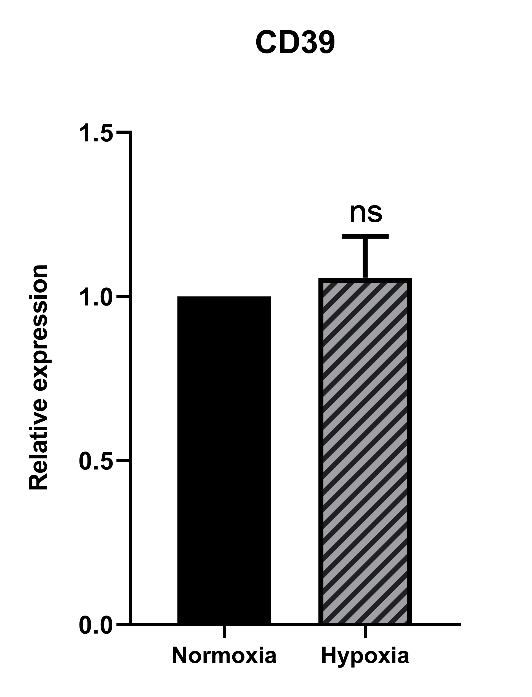 CD39
1.5
ns
1.0
Relative expression
0.5
0.0
Normoxia Hypoxia